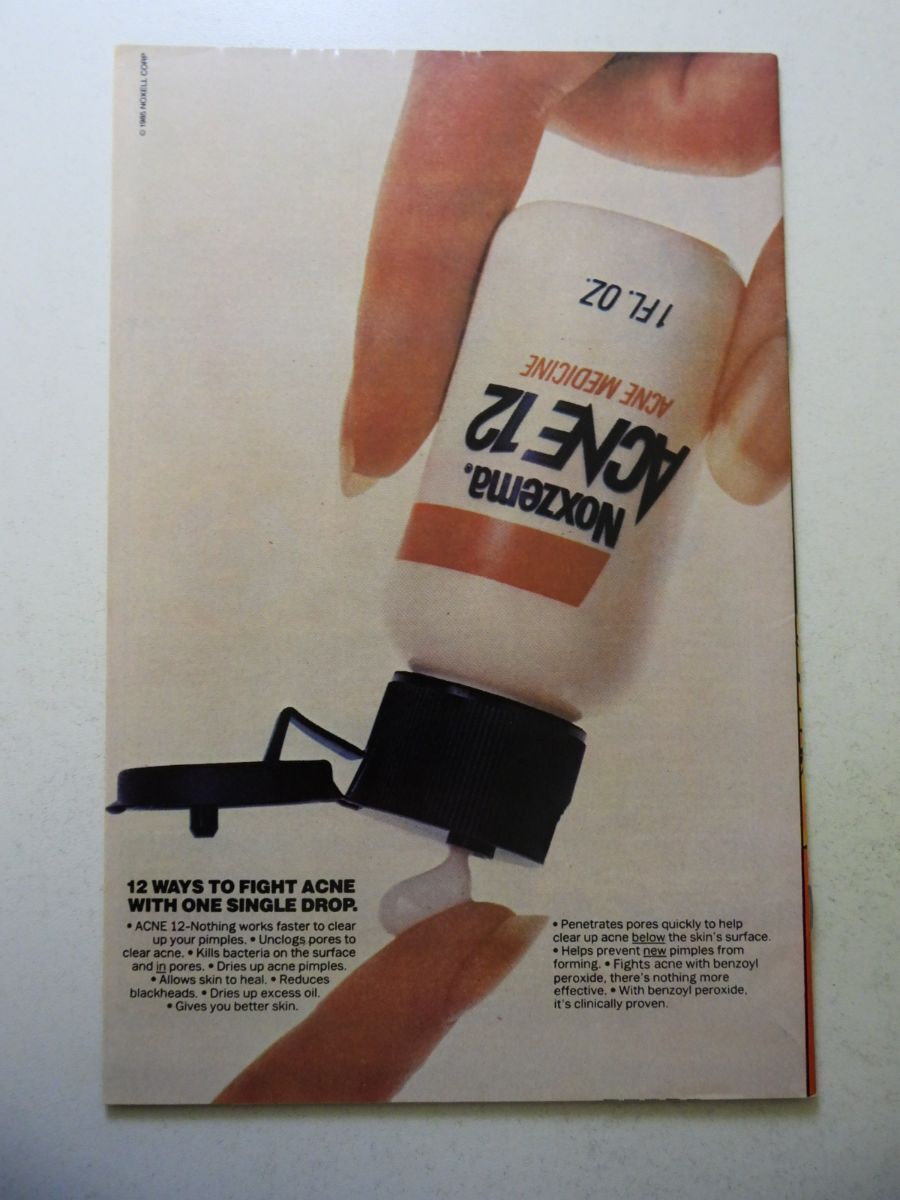 © 1985 NOXELL CORP
1 FL. OZ.
ACNE MEDICINE
ACNE 12
Noxzema®
12 WAYS TO FIGHT ACNE
WITH ONE SINGLE DROP.
• ACNE 12-Nothing works faster to clear
up your pimples. • Unclogs pores to
clear acne. • Kills bacteria on the surface
and in pores. • Dries up acne pimples.
• Allows skin to heal. • Reduces
blackheads. • Dries up excess oil.
• Gives you better skin.
• Penetrates pores quickly to help
clear up acne below the skin's surface.
• Helps prevent new pimples from
forming. • Fights acne with benzoyl
peroxide, there's nothing more
effective. • With benzoyl peroxide,
it's clinically proven.